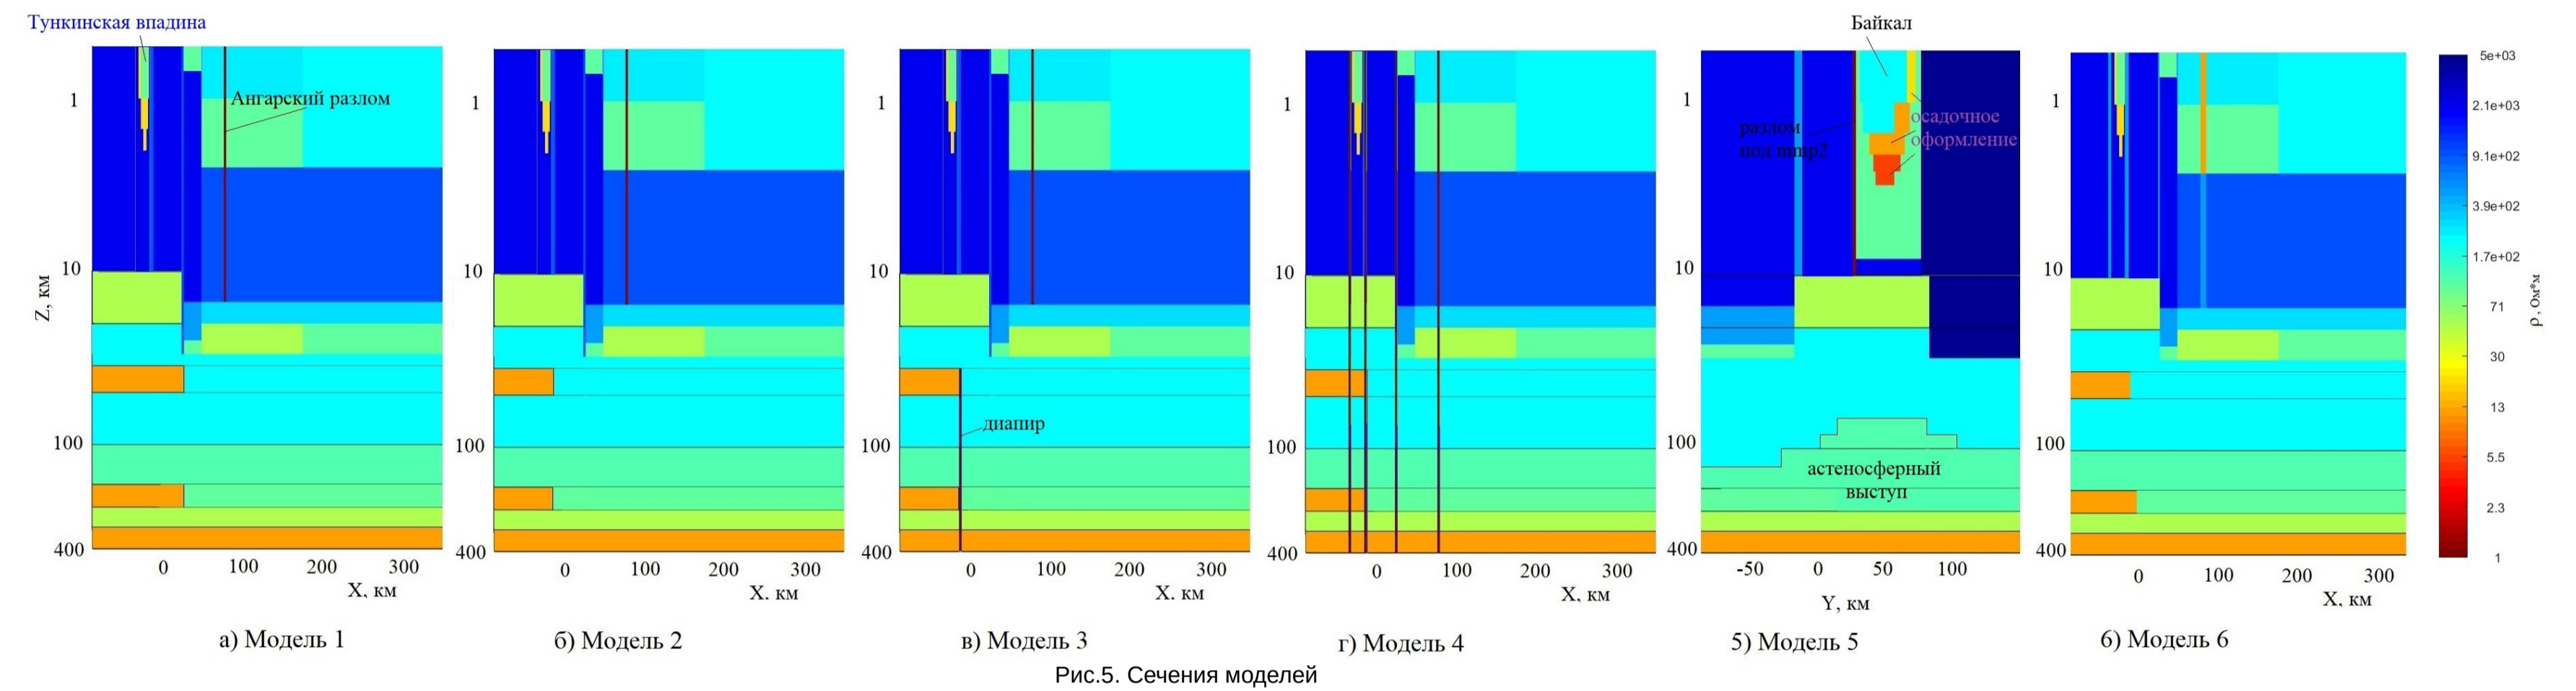 Тункинская впадина
Ангарский разлом
1
10
100
400
Z, км
0 100 200 300
X, км
а) Модель 1
1
10
100
400
0 100 200 300
X. км
б) Модель 2
диапир
1
10
100
400
0 100 200 300
X. км
в) Модель 3
1
10
100
400
0 100 200 300
X, км
г) Модель 4
Байкал
разлом
под mmp2
осадочное
оформление
астеносферный
выступ
1
10
100
400
-50 0 50 100
Y, км
5) Модель 5
1
10
100
400
0 100 200 300
X, км
6) Модель 6
5e+03
2.1e+03
9.1e+02
3.9e+02
1.7e+02
71
30
13
5.5
2.3
1
ρ, Ом*м
Рис.5. Сечения моделей